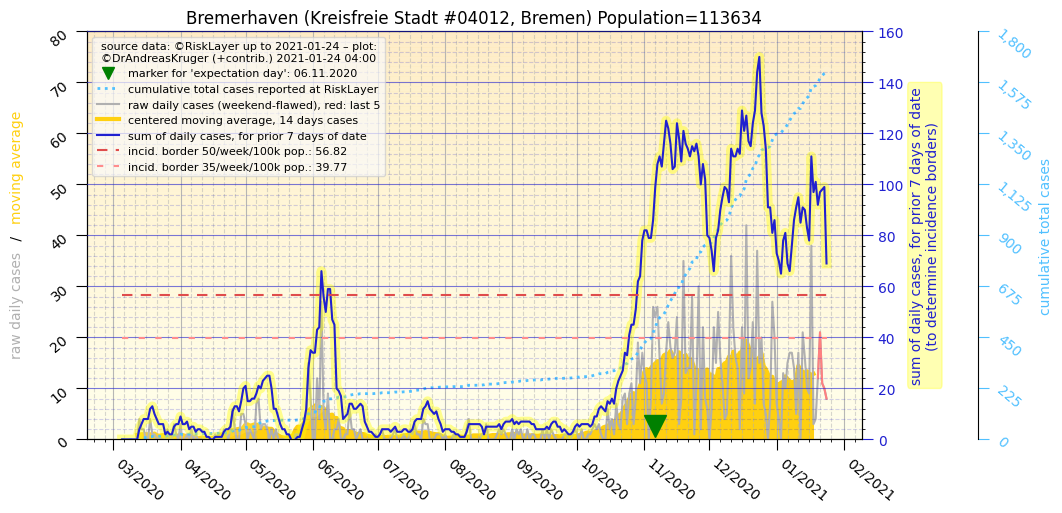 Bremerhaven (Kreisfreie Stadt #04012, Bremen) Population=113634
source data: ©RiskLayer up to 2021-01-24 – plot:
©DrAndreasKruger (+contrib.) 2021-01-24 04:00
marker for 'expectation day': 06.11.2020
cumulative total cases reported at RiskLayer
raw daily cases (weekend-flawed), red: last 5
centered moving average, 14 days cases
sum of daily cases, for prior 7 days of date
incid. border 50/week/100k pop.: 56.82
incid. border 35/week/100k pop.: 39.77
raw daily cases / moving average
80
70
60
50
40
30
20
10
0
160
140
120
100
80
60
40
20
0
sum of daily cases, for prior 7 days of date
(to determine incidence borders)
1,800
1,575
1,350
1,125
900
675
450
225
0
cumulative total cases
03/2020
04/2020
05/2020
06/2020
07/2020
08/2020
09/2020
10/2020
11/2020
12/2020
01/2021
02/2021